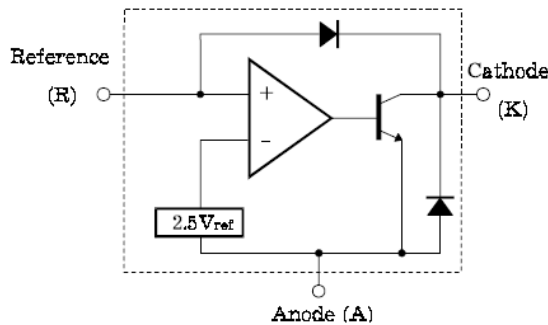 Reference
(R)
+
−
2.5Vref
Cathode
(K)
Anode (A)